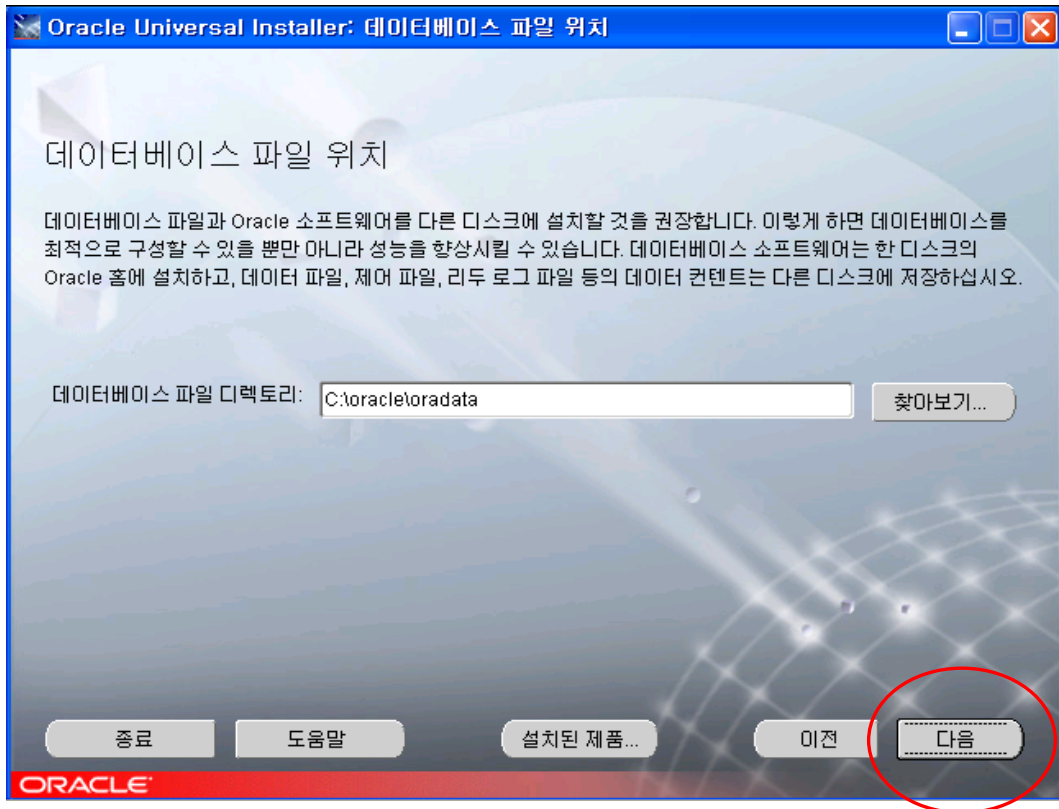 Oracle Universal Installer: 데이터베이스 파일 위치
데이터베이스 파일 위치
데이터베이스 파일과 Oracle 소프트웨어를 다른 디스크에 설치할 것을 권장합니다. 이렇게 하면 데이터베이스를
최적으로 구성할 수 있을 뿐만 아니라 성능을 향상시킬 수 있습니다. 데이터베이스 소프트웨어는 한 디스크의
Oracle 홈에 설치하고, 데이터 파일, 제어 파일, 리두 로그 파일 등의 데이터 컨텐트는 다른 디스크에 저장하십시오.
데이터베이스 파일 디렉토리: C:\oracle\oradata 찾아보기...
종료 도움말 설치된 제품... 이전 다음
ORACLE